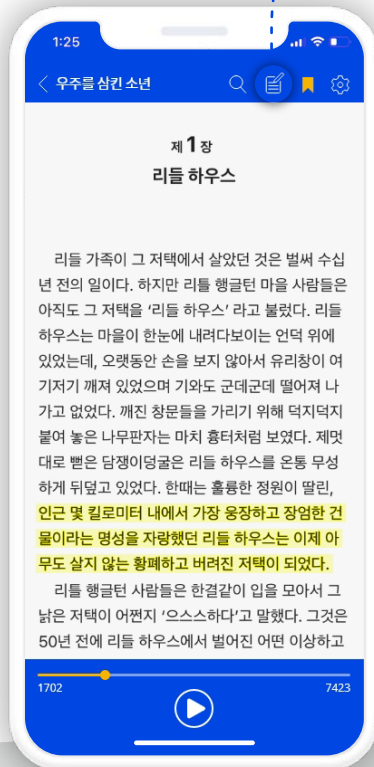 1:25
우주를 삼킨 소년
제1장
리들 하우스
리들 가족이 그 저택에서 살았던 것은 벌써 수십
년 전의 일이다. 하지만 리틀 행글턴 마을 사람들은
아직도 그 저택을 ‘리들 하우스’ 라고 불렀다. 리들
하우스는 마을이 한눈에 내려다보이는 언덕 위에
있었는데, 오랫동안 손을 보지 않아서 유리창이 여
기저기 깨져 있었으며 기와도 군데군데 떨어져 나
가고 없었다. 깨진 창문들을 가리기 위해 덕지덕지
붙여 놓은 나무판자는 마치 흉터처럼 보였다. 제멋
대로 뻗은 담쟁이덩굴은 리들 하우스를 온통 무성
하게 뒤덮고 있었다. 한때는 훌륭한 정원이 딸린,
인근 몇 킬로미터 내에서 가장 웅장하고 장엄한 건
물이라는 명성을 자랑했던 리들 하우스는 이제 아
무도 살지 않는 황폐하고 버려진 저택이 되었다.
리틀 행글턴 사람들은 한결같이 입을 모아서 그
낡은 저택이 어쩐지 ‘으스스하다’고 말했다. 그것은
50년 전에 리들 하우스에서 벌어진 어떤 이상하고
1702
7423